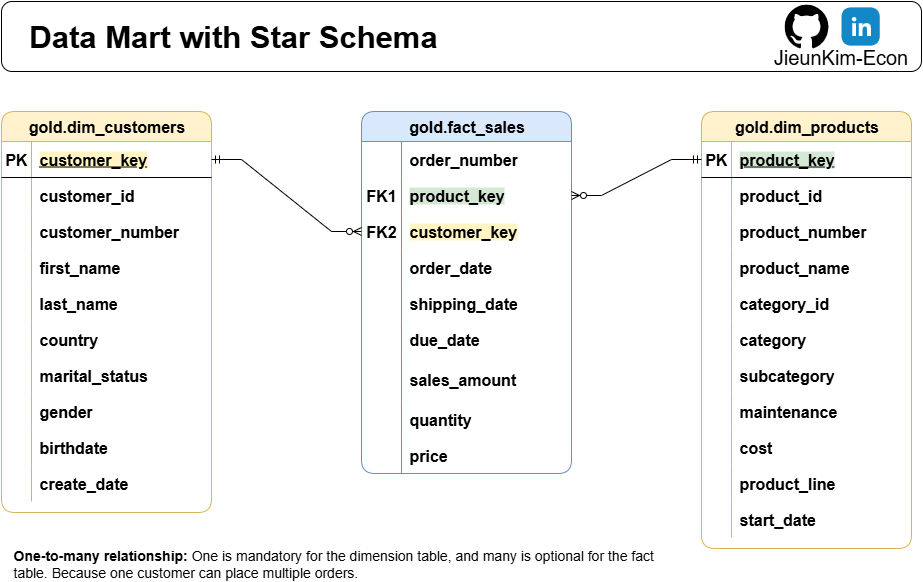 Data Mart with Star Schema
in
JieunKim-Econ
gold.dim_customers
PK customer_key
customer_id
customer_number
first_name
last_name
country
marital_status
gender
birthdate
create_date
gold.fact_sales
order_number
FK1 product_key
FK2 customer_key
order_date
shipping_date
due_date
sales_amount
quantity
price
gold.dim_products
PK product_key
product_id
product_number
product_name
category_id
category
subcategory
maintenance
cost
product_line
start_date
One-to-many relationship: One is mandatory for the dimension table, and many is optional for the fact
table. Because one customer can place multiple orders.